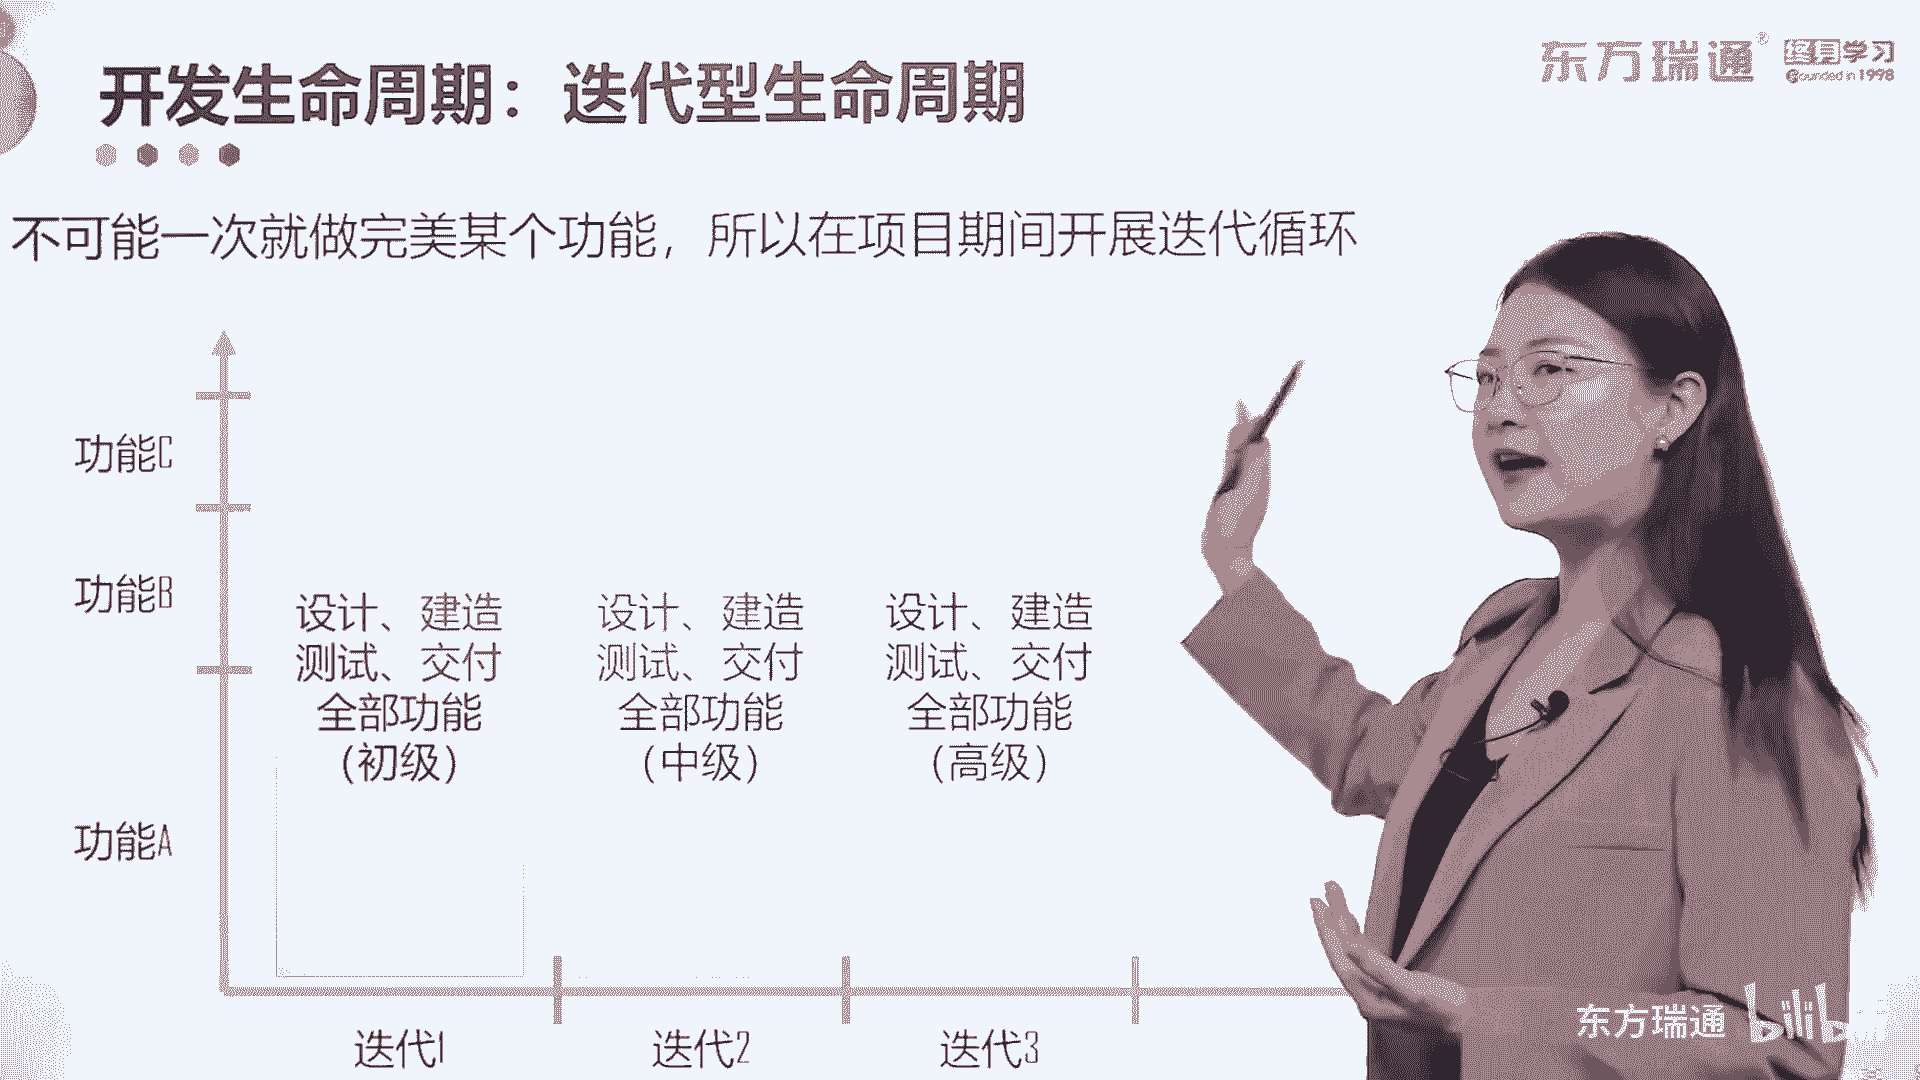 开发生命周期：迭代型生命周期
东方瑞通®
终身学习
Founded in 1998
不可能一次就做完美某个功能，所以在项目期间开展迭代循环
功能C
功能B
功能A
设计、建造
测试、交付
全部功能
（初级）
设计、建造
测试、交付
全部功能
（中级）
设计、建造
测试、交付
全部功能
（高级）
迭代1
迭代2
迭代3
东方瑞通
bilibili